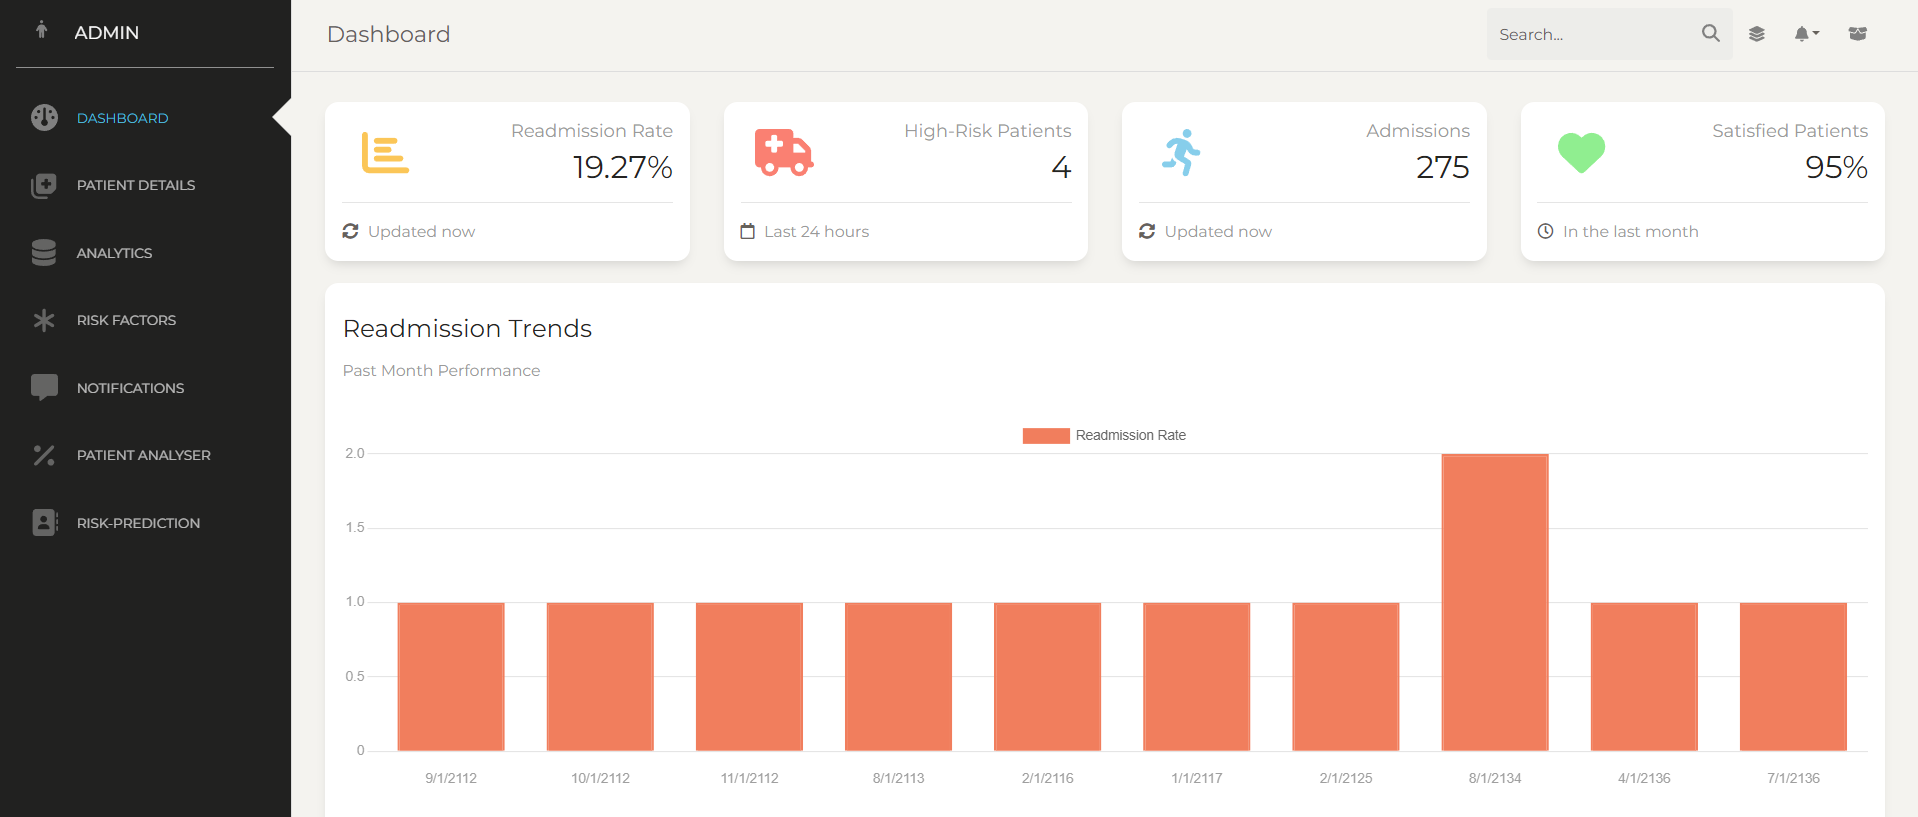 ADMIN
DASHBOARD
PATIENT DETAILS
ANALYTICS
RISK FACTORS
NOTIFICATIONS
PATIENT ANALYSER
RISK-PREDICTION
Dashboard
Search...
Readmission Rate
19.27%
Updated now
High-Risk Patients
4
Last 24 hours
Admissions
275
Updated now
Satisfied Patients
95%
In the last month
Readmission Trends
Past Month Performance
Readmission Rate
2.0
1.5
1.0
0.5
0
9/1/2112 10/1/2112 11/1/2112 8/1/2113 2/1/2116 1/1/2117 2/1/2125 8/1/2134 4/1/2136 7/1/2136